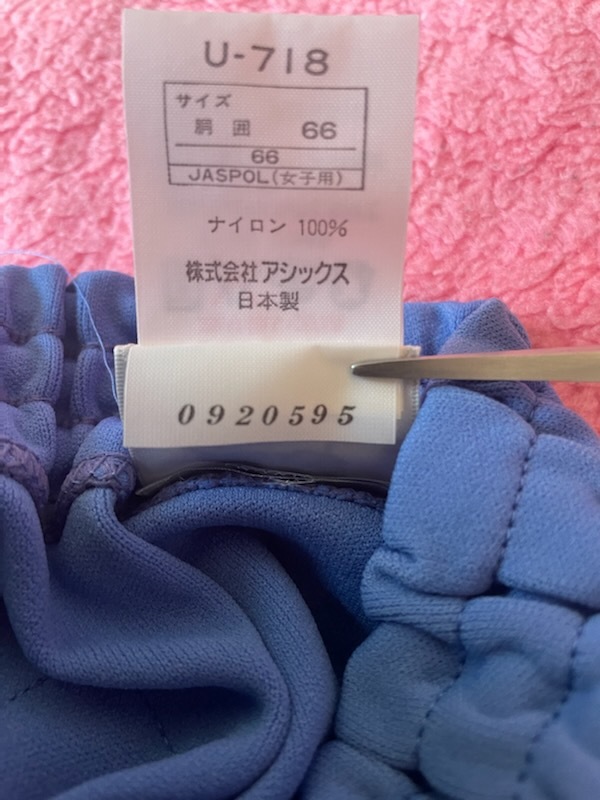 U-718
サイズ
胴 囲 66
66
JASPOL(女子用)
ナイロン 100%
株式会社アシックス
日本製
0920595